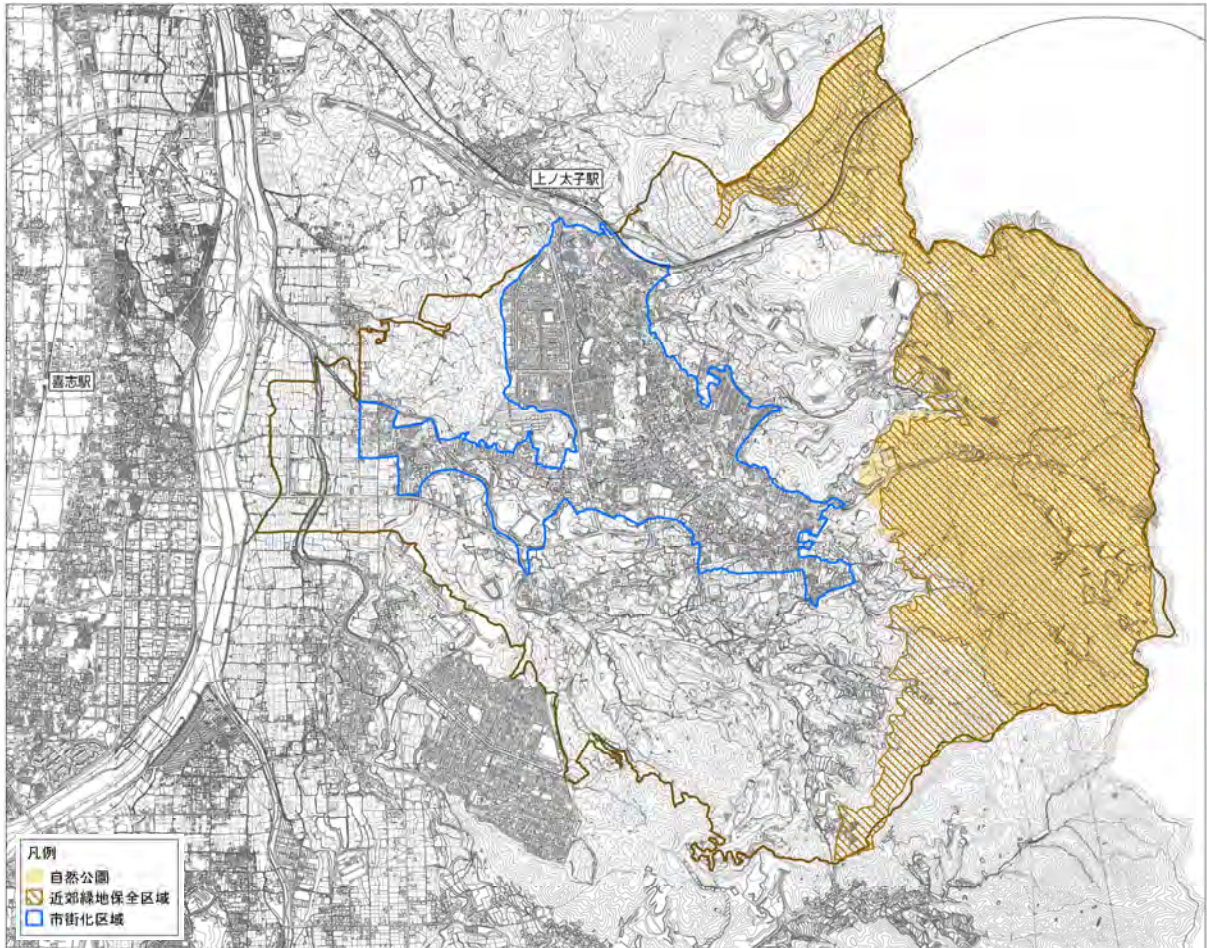 上ノ太子駅
喜志駅
凡例
自然公園
近郊緑地保全区域
市街化区域